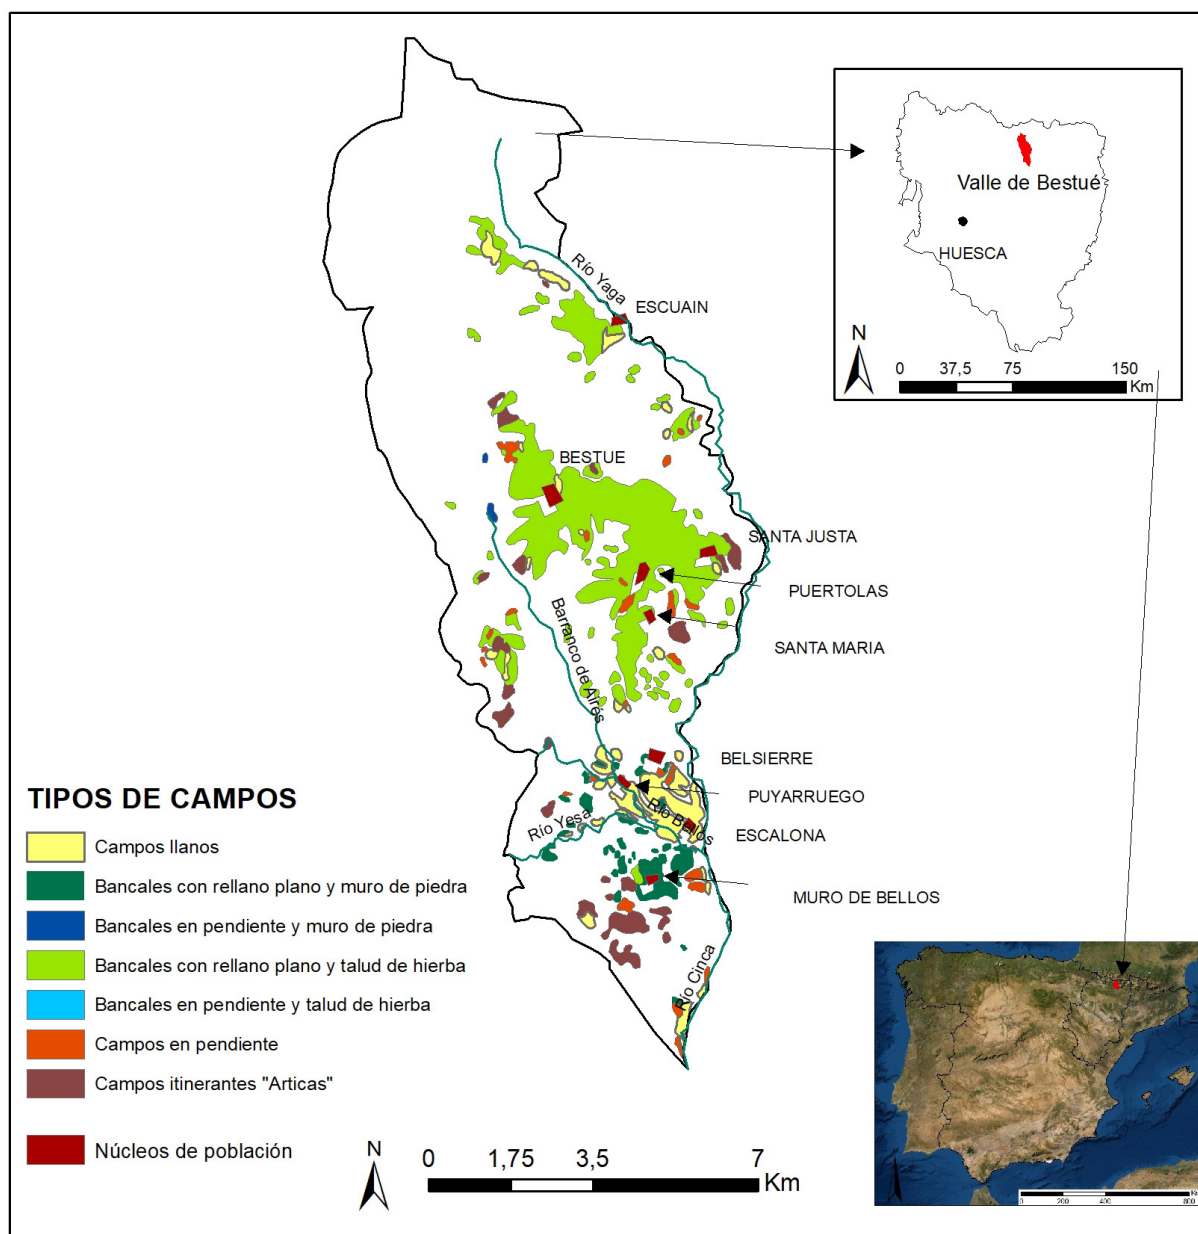 N
Valle de Bestué
HUESCA
0 37,5 75 150
Km
Río Yaga
ESCUAIN
BESTUE
SANTA JUSTA
PUERTOLAS
SANTA MARIA
Barranco de Airés
BELSIERRE
PUYARRUEGO
Río Bellos
ESCALONA
Río Yesa
MURO DE BELLOS
Río Cinca
TIPOS DE CAMPOS
Campos llanos
Bancales con rellano plano y muro de piedra
Bancales en pendiente y muro de piedra
Bancales con rellano plano y talud de hierba
Bancales en pendiente y talud de hierba
Campos en pendiente
Campos itinerantes "Articas"
Núcleos de población
N
0 1,75 3,5 7
Km
0 200 400 800